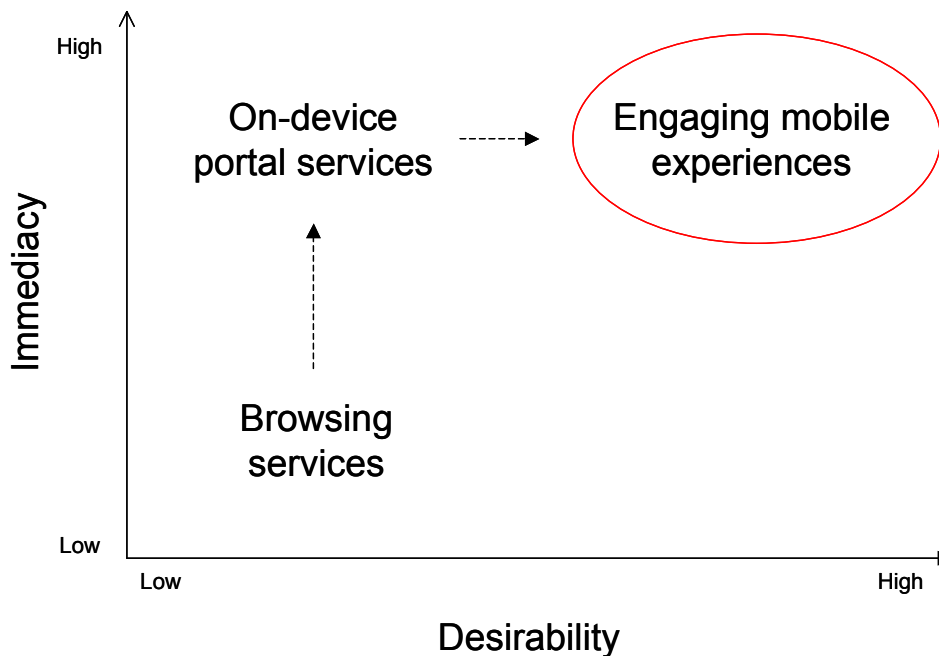 High
On-device
portal services
Engaging mobile
experiences
Immediacy
Browsing
services
Low
Low
High
Desirability